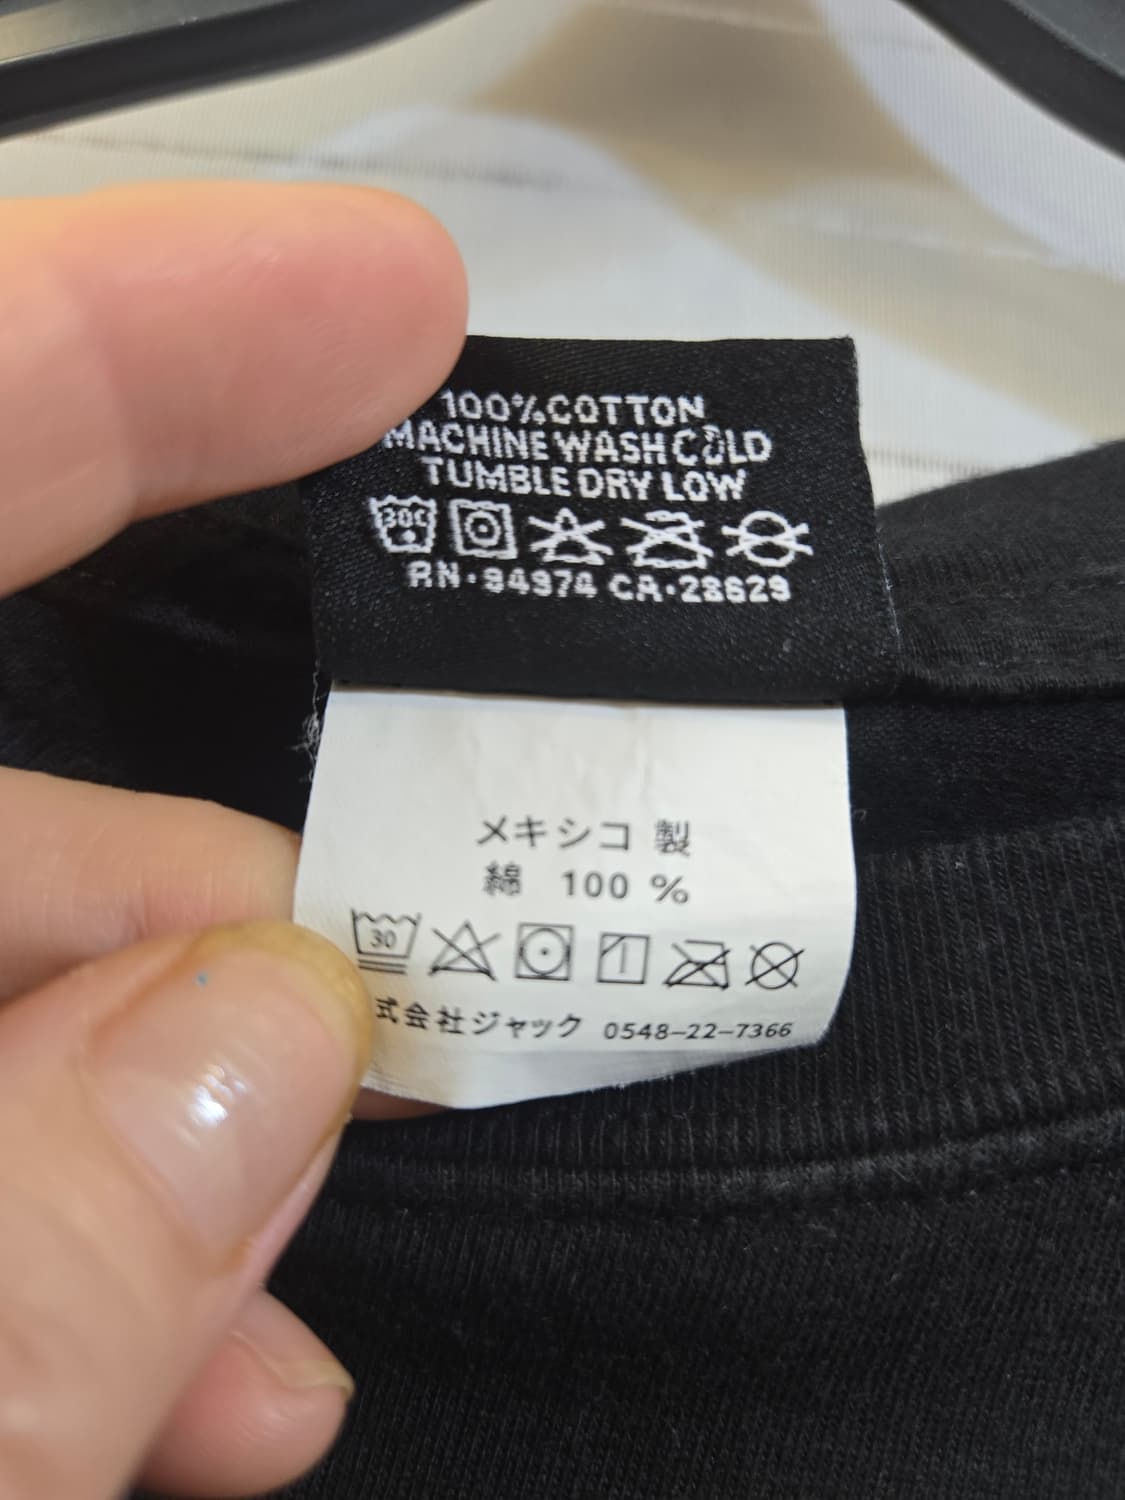 100% COTTON
MACHINE WASH COLD
TUMBLE DRY LOW
30C
RN·94974 CA·28629
メキシコ 製
綿 100 %
30
式会社ジャック 0548-22-7366